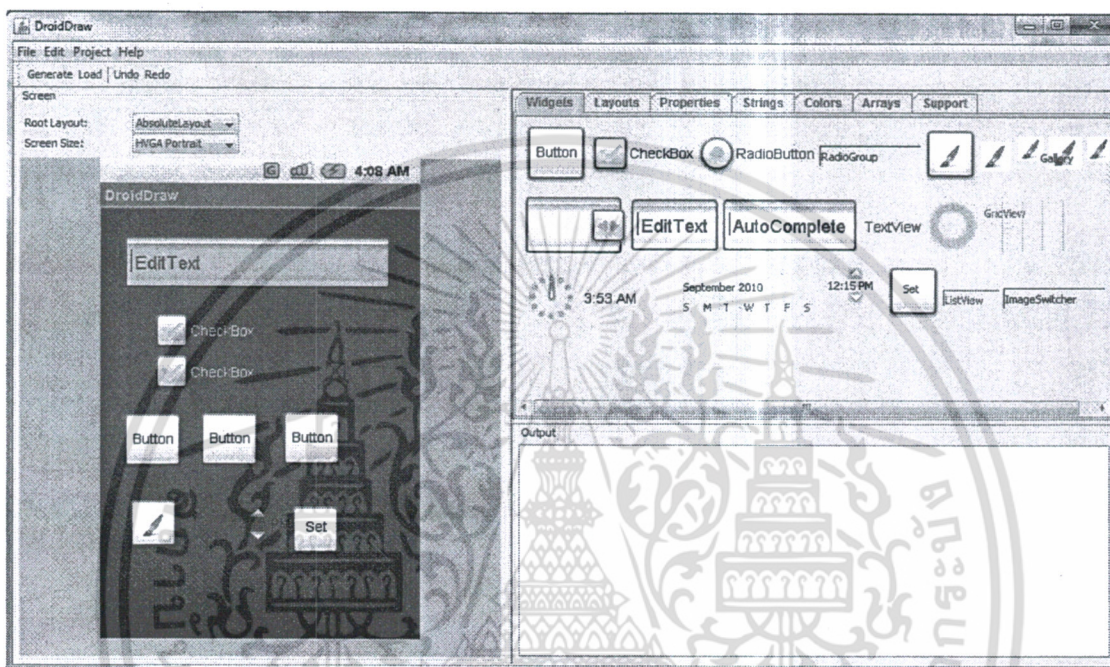 DroidDraw
File Edit Project Help
Generate Load Undo Redo
Screen
Root Layout: AbsoluteLayout
Screen Size: HVGA Portrait
4:08 AM
DroidDraw
EditText
CheckBox
CheckBox
Button Button Button
Set
Widgets Layouts Properties Strings Colors Arrays Support
Button CheckBox RadioButton RadioGroup Gallery
EditText AutoComplete TextView GridView
3:53 AM September 2010 12:15 PM Set ListView ImageSwitcher
S M T W T F S
Output